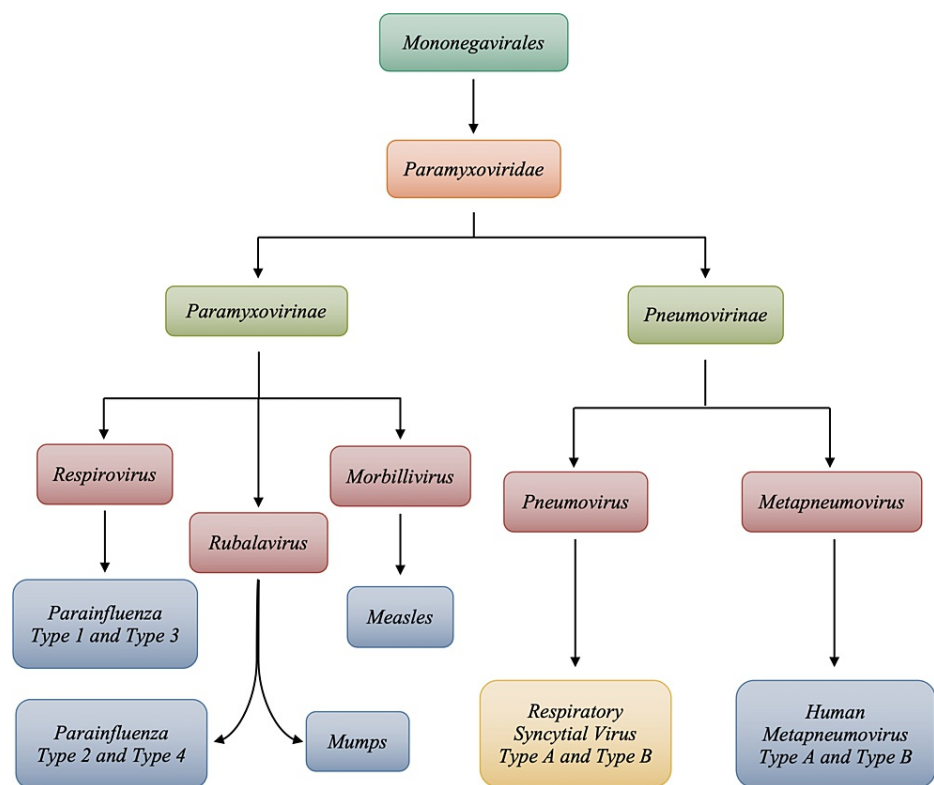 Mononegavirales
Paramyxoviridae
Paramyxovirinae
Pneumovirinae
Respirovirus
Morbillivirus
Pneumovirus
Metapneumovirus
Rubalavirus
Parainfluenza
Type 1 and Type 3
Measles
Parainfluenza
Type 2 and Type 4
Mumps
Respiratory
Syncytial Virus
Type A and Type B
Human
Metapneumovirus
Type A and Type B